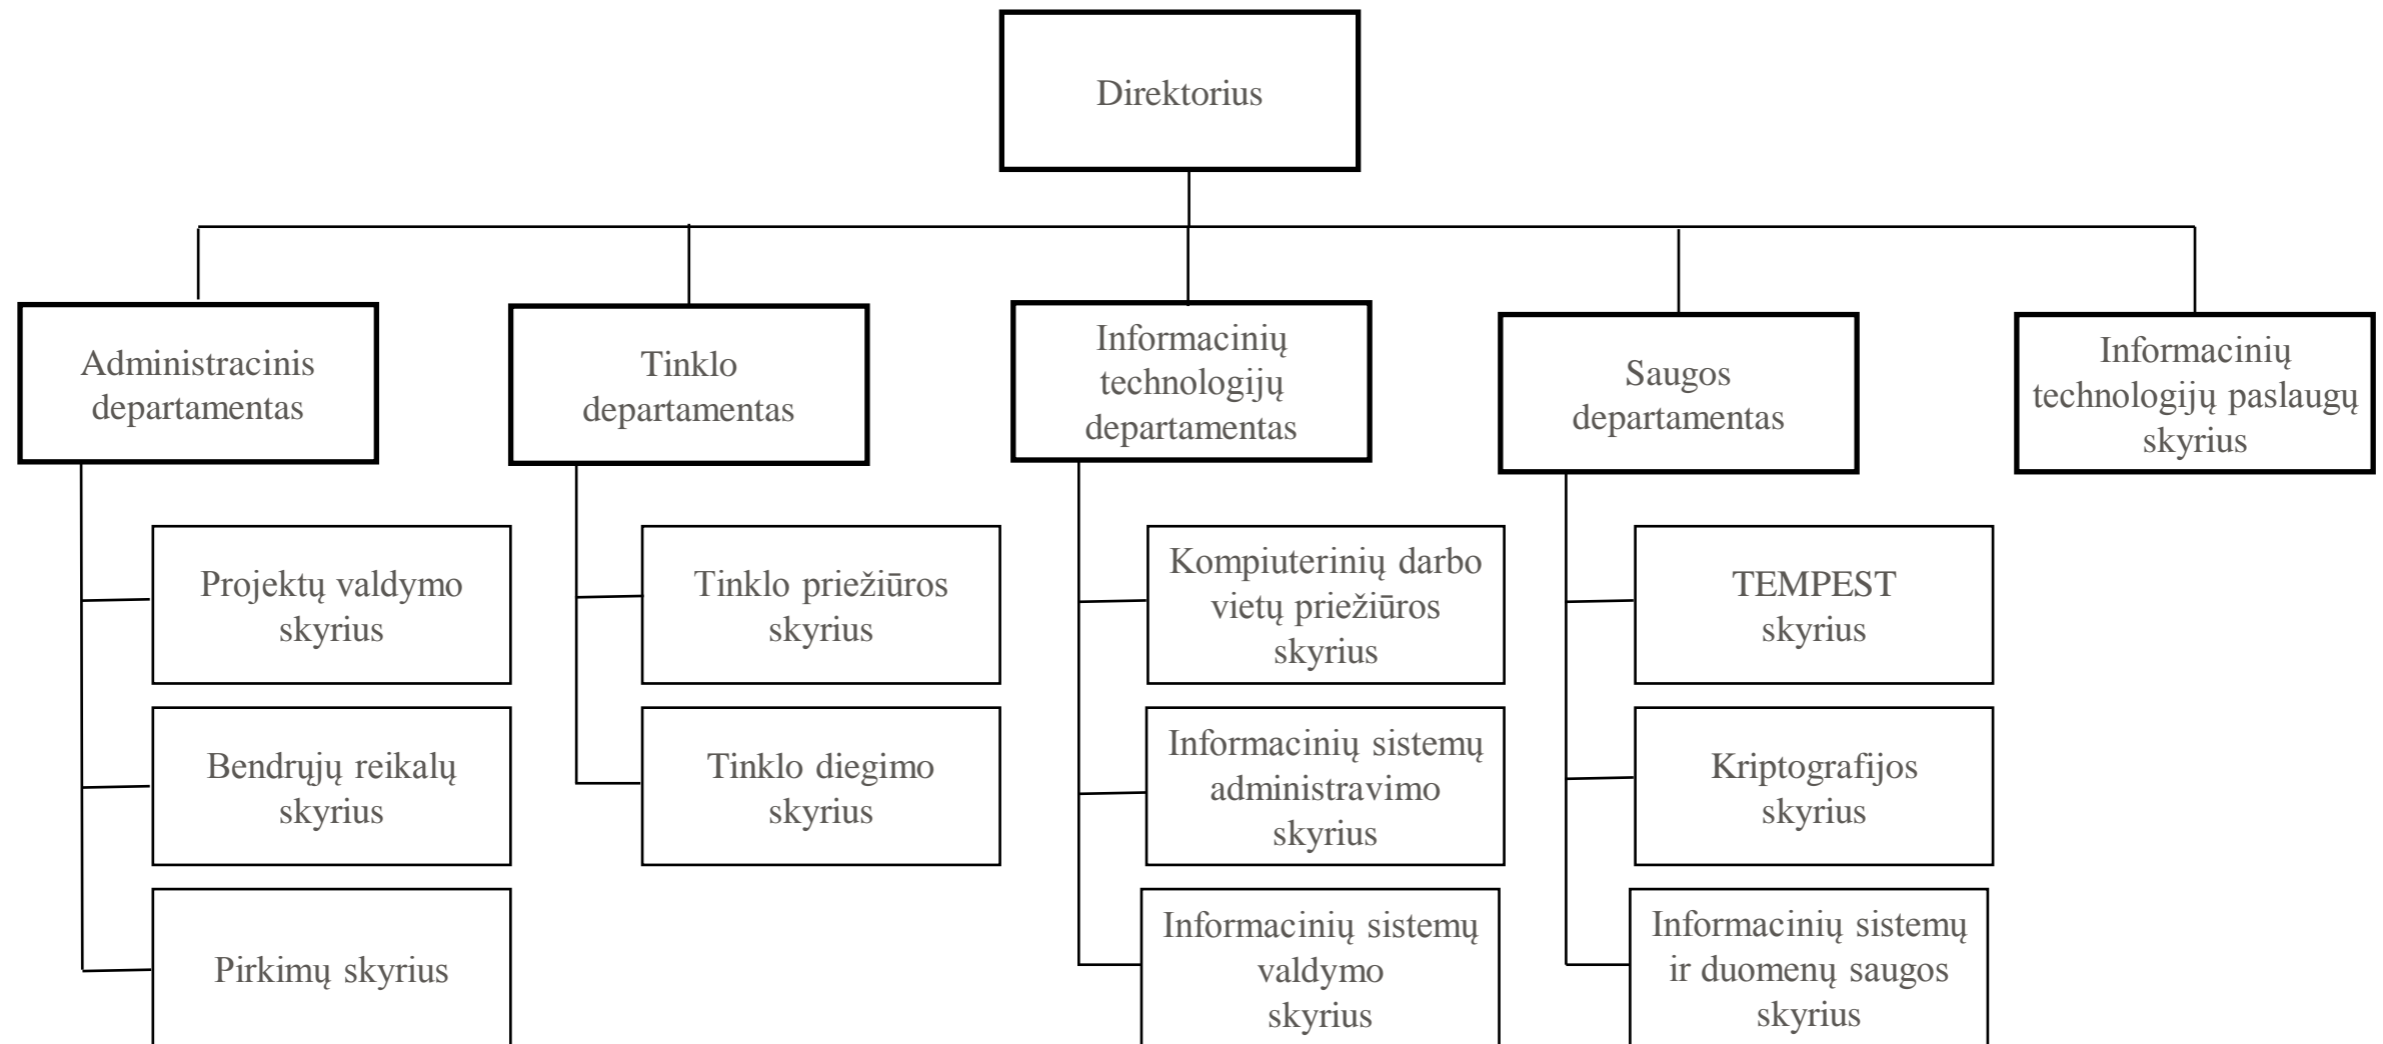 Direktorius
Administracinis
departamentas
Tinklo
departamentas
Informacinių
technologijų
departamentas
Saugos
departamentas
Informacinių
technologijų paslaugų
skyrius
Projektų valdymo
skyrius
Bendrųjų reikalų
skyrius
Pirkimų skyrius
Tinklo priežiūros
skyrius
Tinklo diegimo
skyrius
Kompiuterinių darbo
vietų priežiūros
skyrius
Informacinių sistemų
administravimo
skyrius
Informacinių sistemų
valdymo
skyrius
TEMPEST
skyrius
Kriptografijos
skyrius
Informacinių sistemų
ir duomenų saugos
skyrius